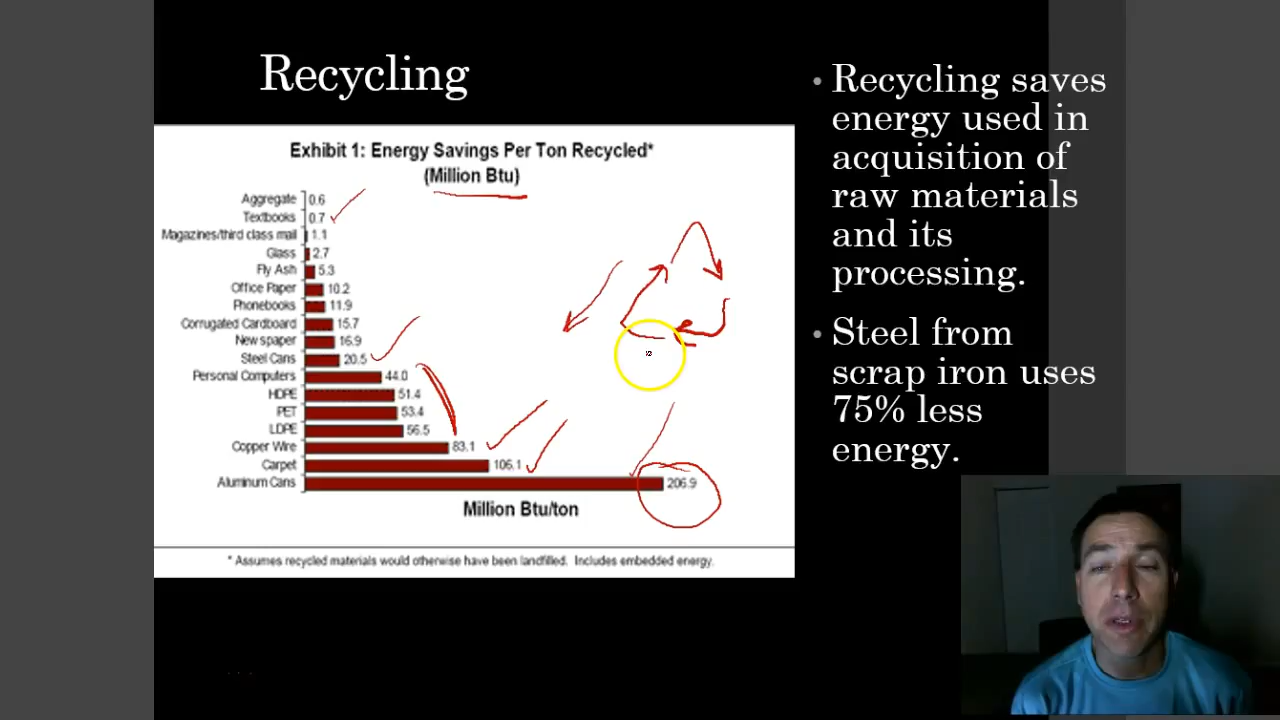 Recycling
Exhibit 1: Energy Savings Per Ton Recycled*
(Million Btu)
Aggregate 0.6
Textbooks 0.7
Magazines/third class mail 1.1
Glass 2.7
Fly Ash 5.3
Office Paper 10.2
Phonebooks 11.9
Corrugated Cardboard 15.7
Newspaper 16.9
Steel Cans 20.5
Personal Computers 44.0
HDPE 51.4
PET 53.4
LDPE 56.5
Copper Wire 83.1
Carpet 106.1
Aluminum Cans 206.9
Million Btu/ton
* Assumes recycled materials would otherwise have been landfilled. Includes embedded energy.
• Recycling saves
energy used in
acquisition of
raw materials
and its
processing.
• Steel from
scrap iron uses
75% less
energy.